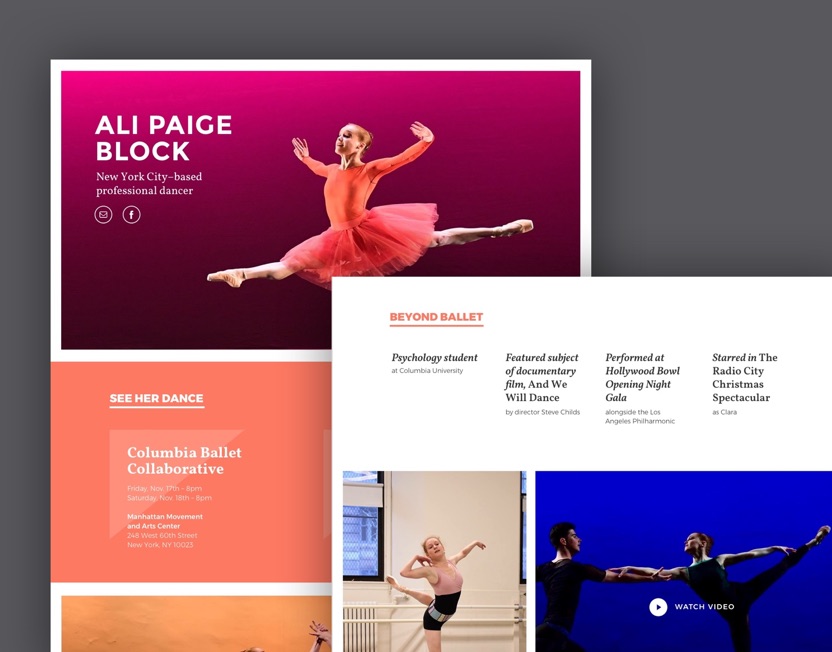 ALI PAIGE
BLOCK
New York City–based
professional dancer
SEE HER DANCE
Columbia Ballet
Collaborative
Friday, Nov. 17th - 8pm
Saturday, Nov. 18th - 8pm
Manhattan Movement
and Arts Center
248 West 60th Street
New York, NY 10023
BEYOND BALLET
Psychology student
at Columbia University
Featured subject
of documentary
film, And We
Will Dance
by director Steve Childs
Performed at
Hollywood Bowl
Opening Night
Gala
alongside the Los
Angeles Philharmonic
Starred in The
Radio City
Christmas
Spectacular
as Clara
WATCH VIDEO